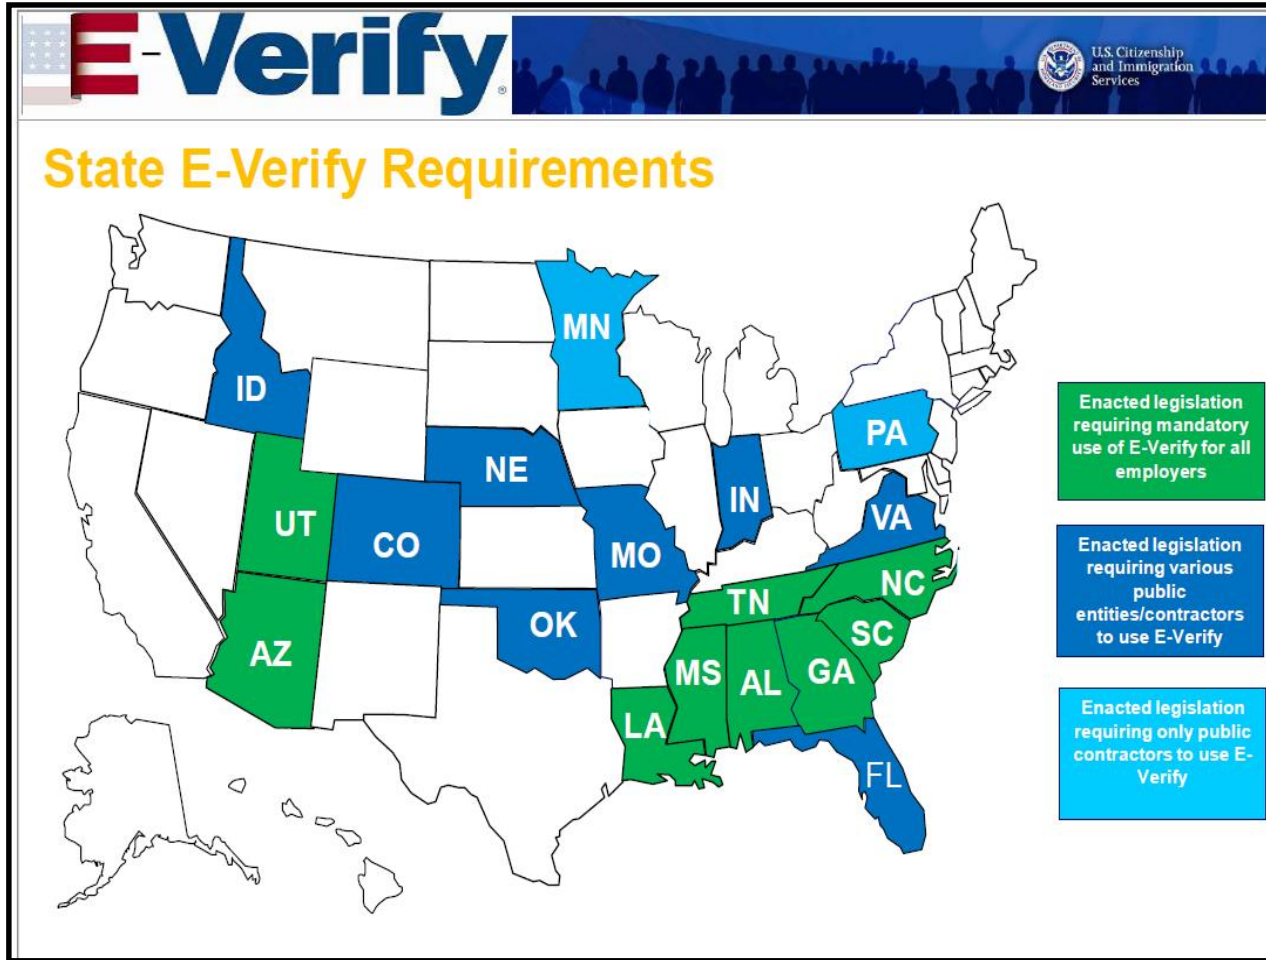 E-Verify®
U.S. Citizenship
and Immigration
Services
State E-Verify Requirements
MN
ID
PA
NE
IN
VA
UT
CO
MO
NC
TN
OK
SC
AZ
MS
AL
GA
LA
FL
Enacted legislation
requiring mandatory
use of E-Verify for all
employers
Enacted legislation
requiring various
public
entities/contractors
to use E-Verify
Enacted legislation
requiring only public
contractors to use E-
Verify